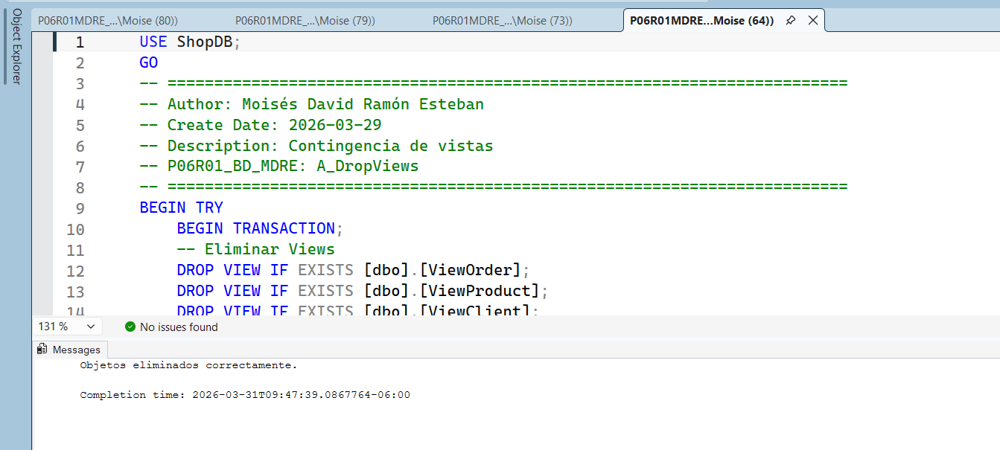 Object Explorer
P06R01MDRE_...\Moise (80))
P06R01MDRE_...\Moise (79))
P06R01MDRE_...\Moise (73))
P06R01MDRE...Moise (64))
1 USE ShopDB;
2 GO
3 -- =========================================================================
4 -- Author: Moisés David Ramón Esteban
5 -- Create Date: 2026-03-29
6 -- Description: Contingencia de vistas
7 -- P06R01_BD_MDRE: A_DropViews
8 -- =========================================================================
9 BEGIN TRY
10 BEGIN TRANSACTION;
11 -- Eliminar Views
12 DROP VIEW IF EXISTS [dbo].[ViewOrder];
13 DROP VIEW IF EXISTS [dbo].[ViewProduct];
14 DROP VIEW IF EXISTS [dbo].[ViewClient];
131 %
No issues found
Messages
Objetos eliminados correctamente.
Completion time: 2026-03-31T09:47:39.0867764-06:00